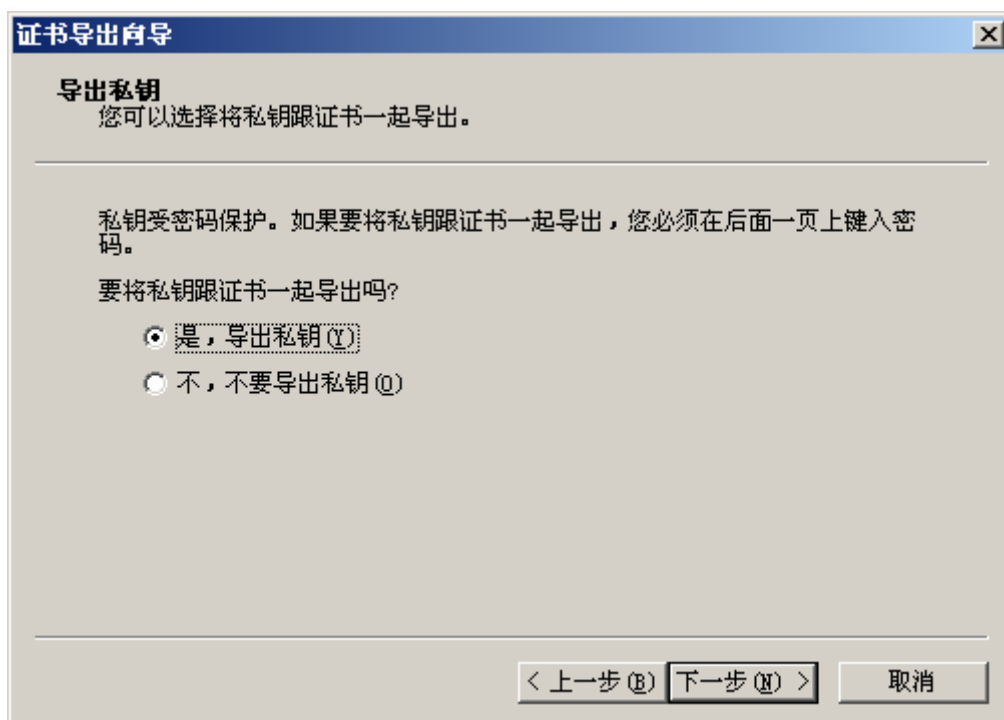 证书导出向导
导出私钥
您可以选择将私钥跟证书一起导出。
私钥受密码保护。如果要将私钥跟证书一起导出，您必须在后面一页上键入密
码。
要将私钥跟证书一起导出吗?
是，导出私钥(Y)
不，不要导出私钥(O)
< 上一步(B) 下一步(N) > 取消